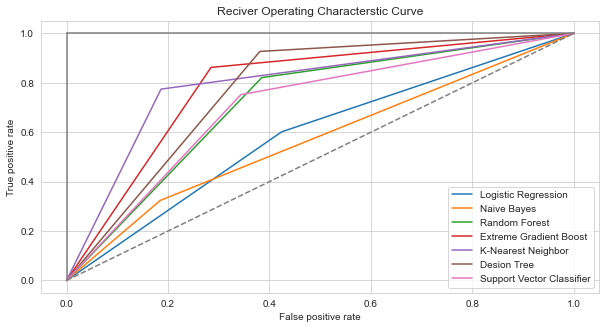 Reciver Operating Characterstic Curve
True positive rate
1.0
0.8
0.6
0.4
0.2
0.0
0.0 0.2 0.4 0.6 0.8 1.0
False positive rate
Logistic Regression
Naive Bayes
Random Forest
Extreme Gradient Boost
K-Nearest Neighbor
Desion Tree
Support Vector Classifier